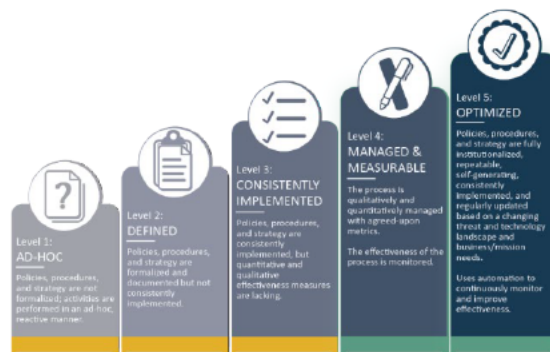 Level 1:
AD-HOC
Policies, procedures,
and strategy are not
formalized; activities are
performed in an ad-hoc,
reactive manner.
Level 2:
DEFINED
Policies, procedures,
and strategy are
formalized and
documented but not
consistently
implemented.
Level 3:
CONSISTENTLY
IMPLEMENTED
Policies, procedures,
and strategy are
consistently
implemented, but
quantitative and
qualitative
effectiveness measures
are lacking.
Level 4:
MANAGED &
MEASURABLE
The process is
qualitatively and
quantitatively managed
with agreed-upon
metrics.
The effectiveness of the
process is monitored.
Level 5:
OPTIMIZED
Policies, procedures,
and strategy are fully
institutionalized,
repeatable,
self-generating,
consistently
implemented, and
regularly updated
based on a changing
threat and technology
landscape and
business/mission
needs.
Uses automation to
continuously monitor
and improve
effectiveness.